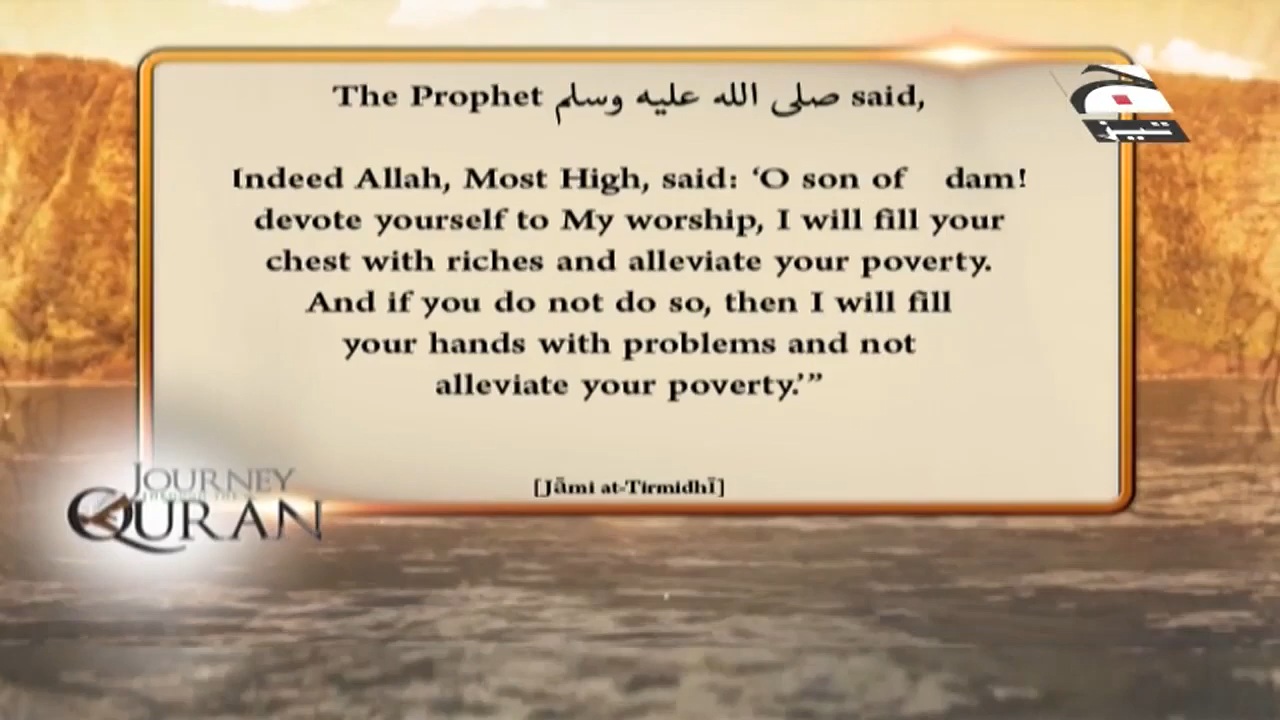 The Prophet صلى الله عليه وسلم said,
Indeed Allah, Most High, said: ‘O son of dam!
devote yourself to My worship, I will fill your
chest with riches and alleviate your poverty.
And if you do not do so, then I will fill
your hands with problems and not
alleviate your poverty.’”
[Jāmi at-Tirmidhī]
JOURNEY
THROUGH THE
QURAN